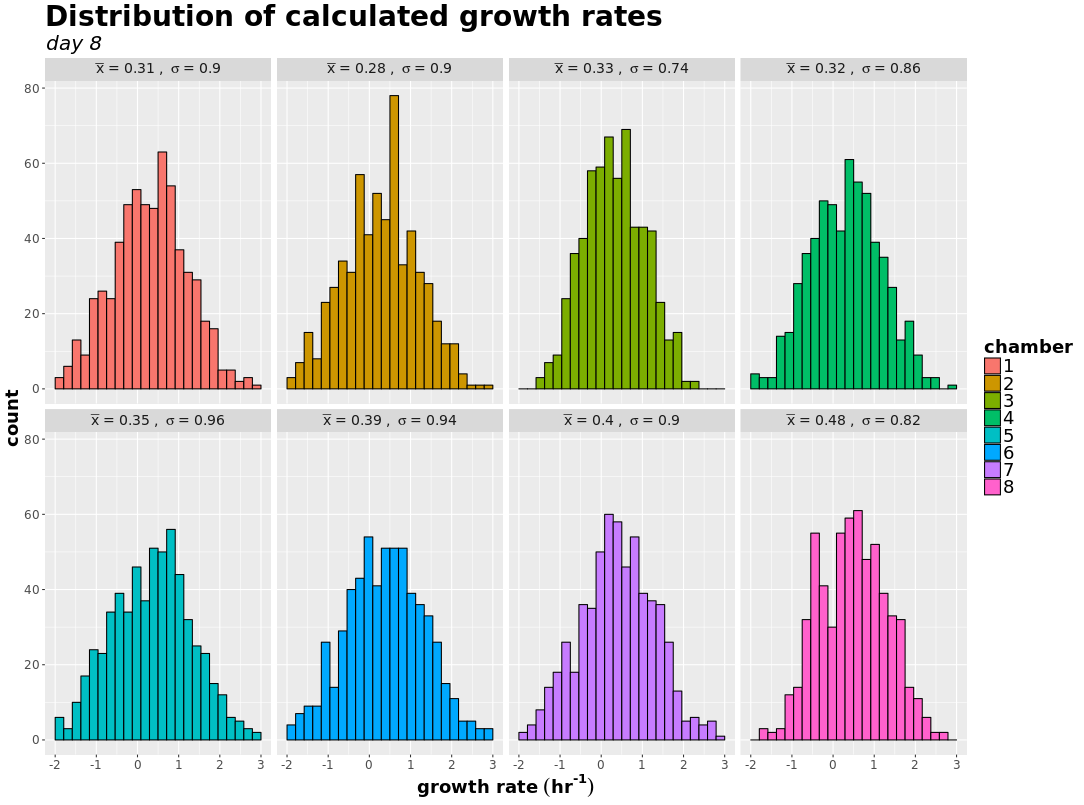 Distribution of calculated growth rates
day 8
x̅ = 0.31 , σ = 0.9
x̅ = 0.28 , σ = 0.9
x̅ = 0.33 , σ = 0.74
x̅ = 0.32 , σ = 0.86
80
60
40
20
0
x̅ = 0.35 , σ = 0.96
x̅ = 0.39 , σ = 0.94
x̅ = 0.4 , σ = 0.9
x̅ = 0.48 , σ = 0.82
80
60
40
20
0
-2 -1 0 1 2 3
-2 -1 0 1 2 3
-2 -1 0 1 2 3
-2 -1 0 1 2 3
count
growth rate (hr⁻¹)
chamber
1
2
3
4
5
6
7
8